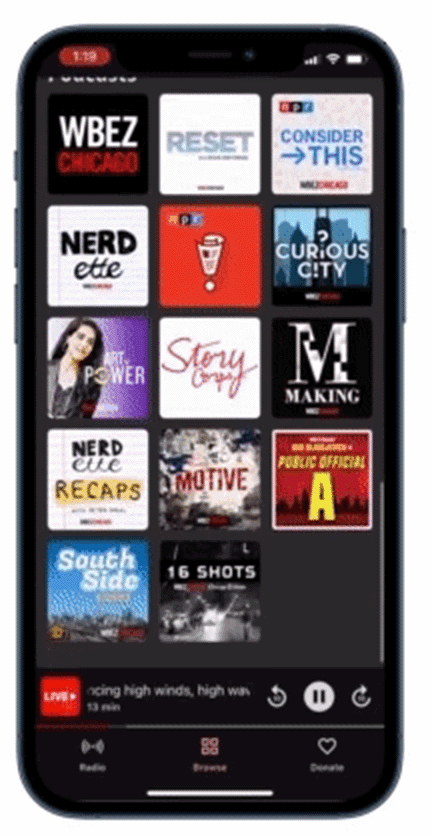 1:19
Podcasts
WBEZ
CHICAGO
RESET
npr
CONSIDER
→THIS
WBEZCHICAGO
NERD
ette
npr
?
CURIOUS
CITY
WBEZ
ART
POWER
Story
Corps
M
MAKING
WBEZ
NERD
ette
RECAPS
MOTIVE
PUBLIC OFFICIAL
A
South
Side
16 SHOTS
LIVE
ncing high winds, high wav
13 min
Radio
Browse
Donate